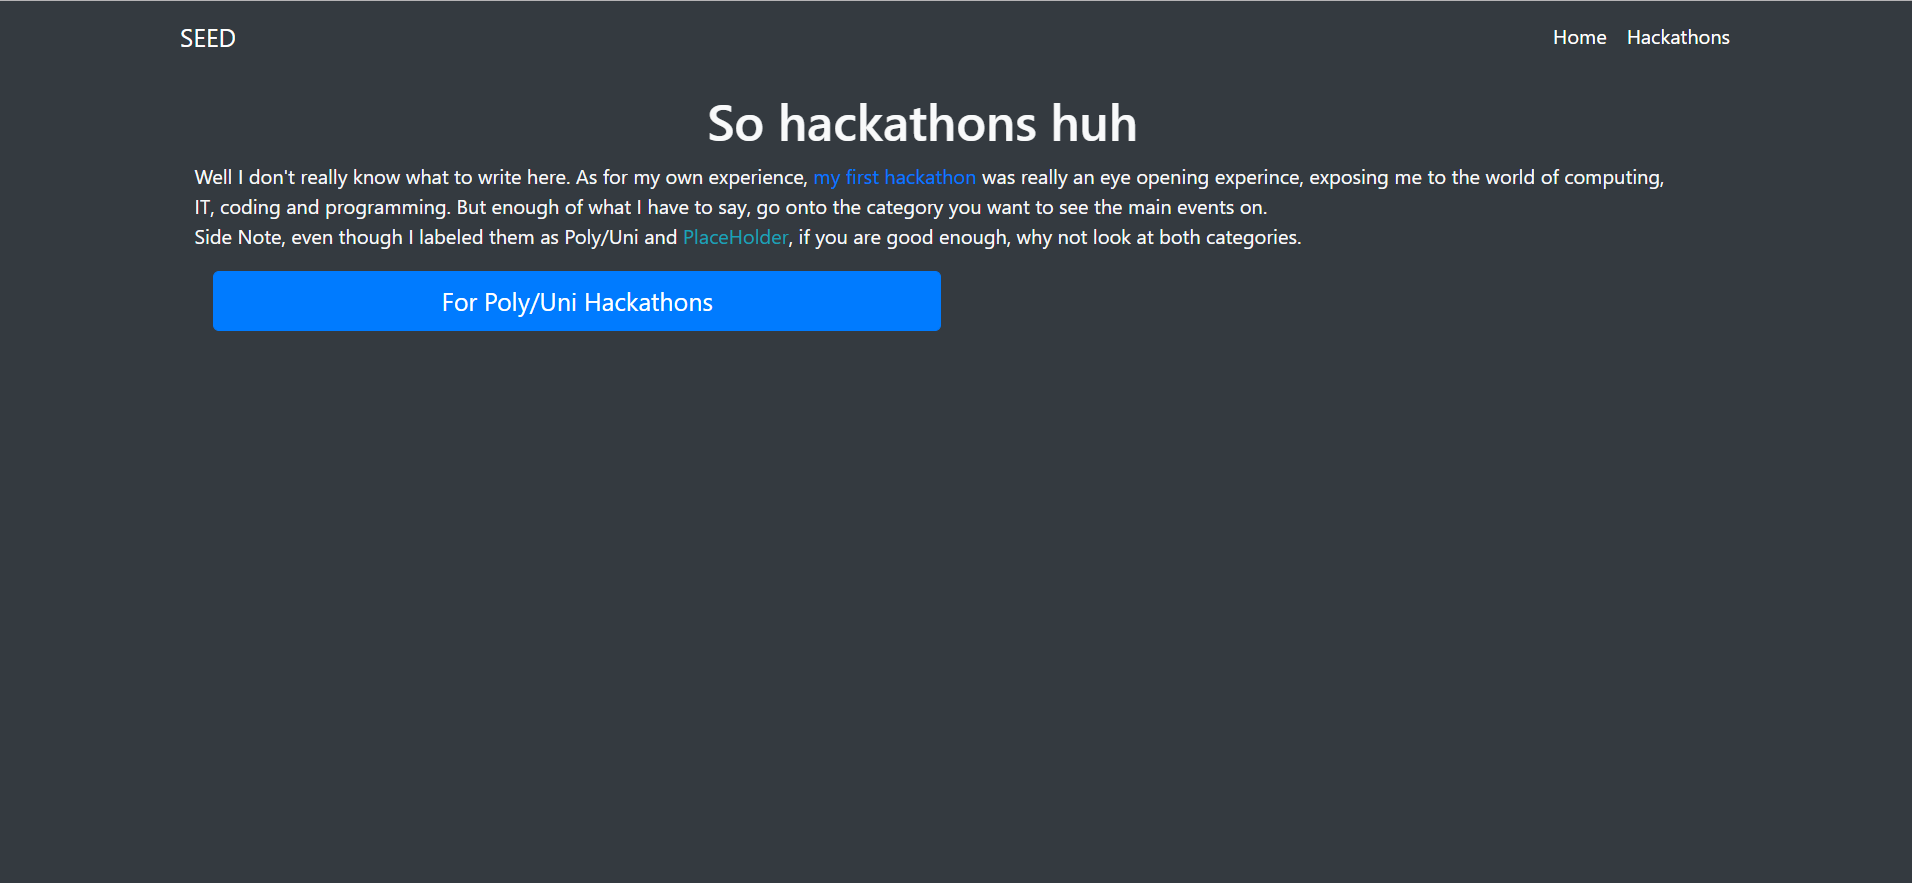 SEED
Home Hackathons
So hackathons huh
Well I don't really know what to write here. As for my own experience, my first hackathon was really an eye opening experince, exposing me to the world of computing,
IT, coding and programming. But enough of what I have to say, go onto the category you want to see the main events on.
Side Note, even though I labeled them as Poly/Uni and PlaceHolder, if you are good enough, why not look at both categories.
For Poly/Uni Hackathons